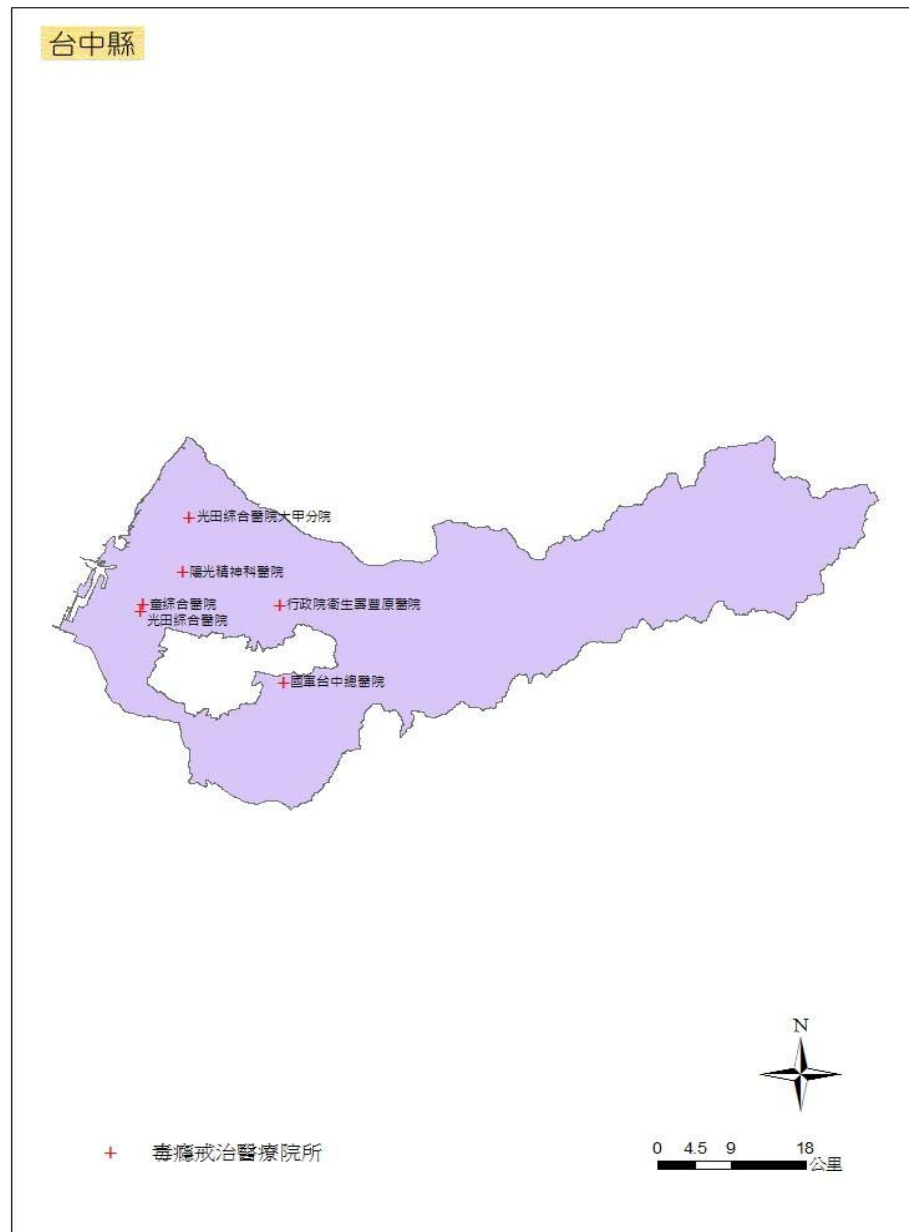 台中縣
光田綜合醫院大甲分院
陽光精神科醫院
童綜合醫院
行政院衛生署豐原醫院
光田綜合醫院
國軍台中總醫院
N
毒癮戒治醫療院所
0 4.5 9 18
公里